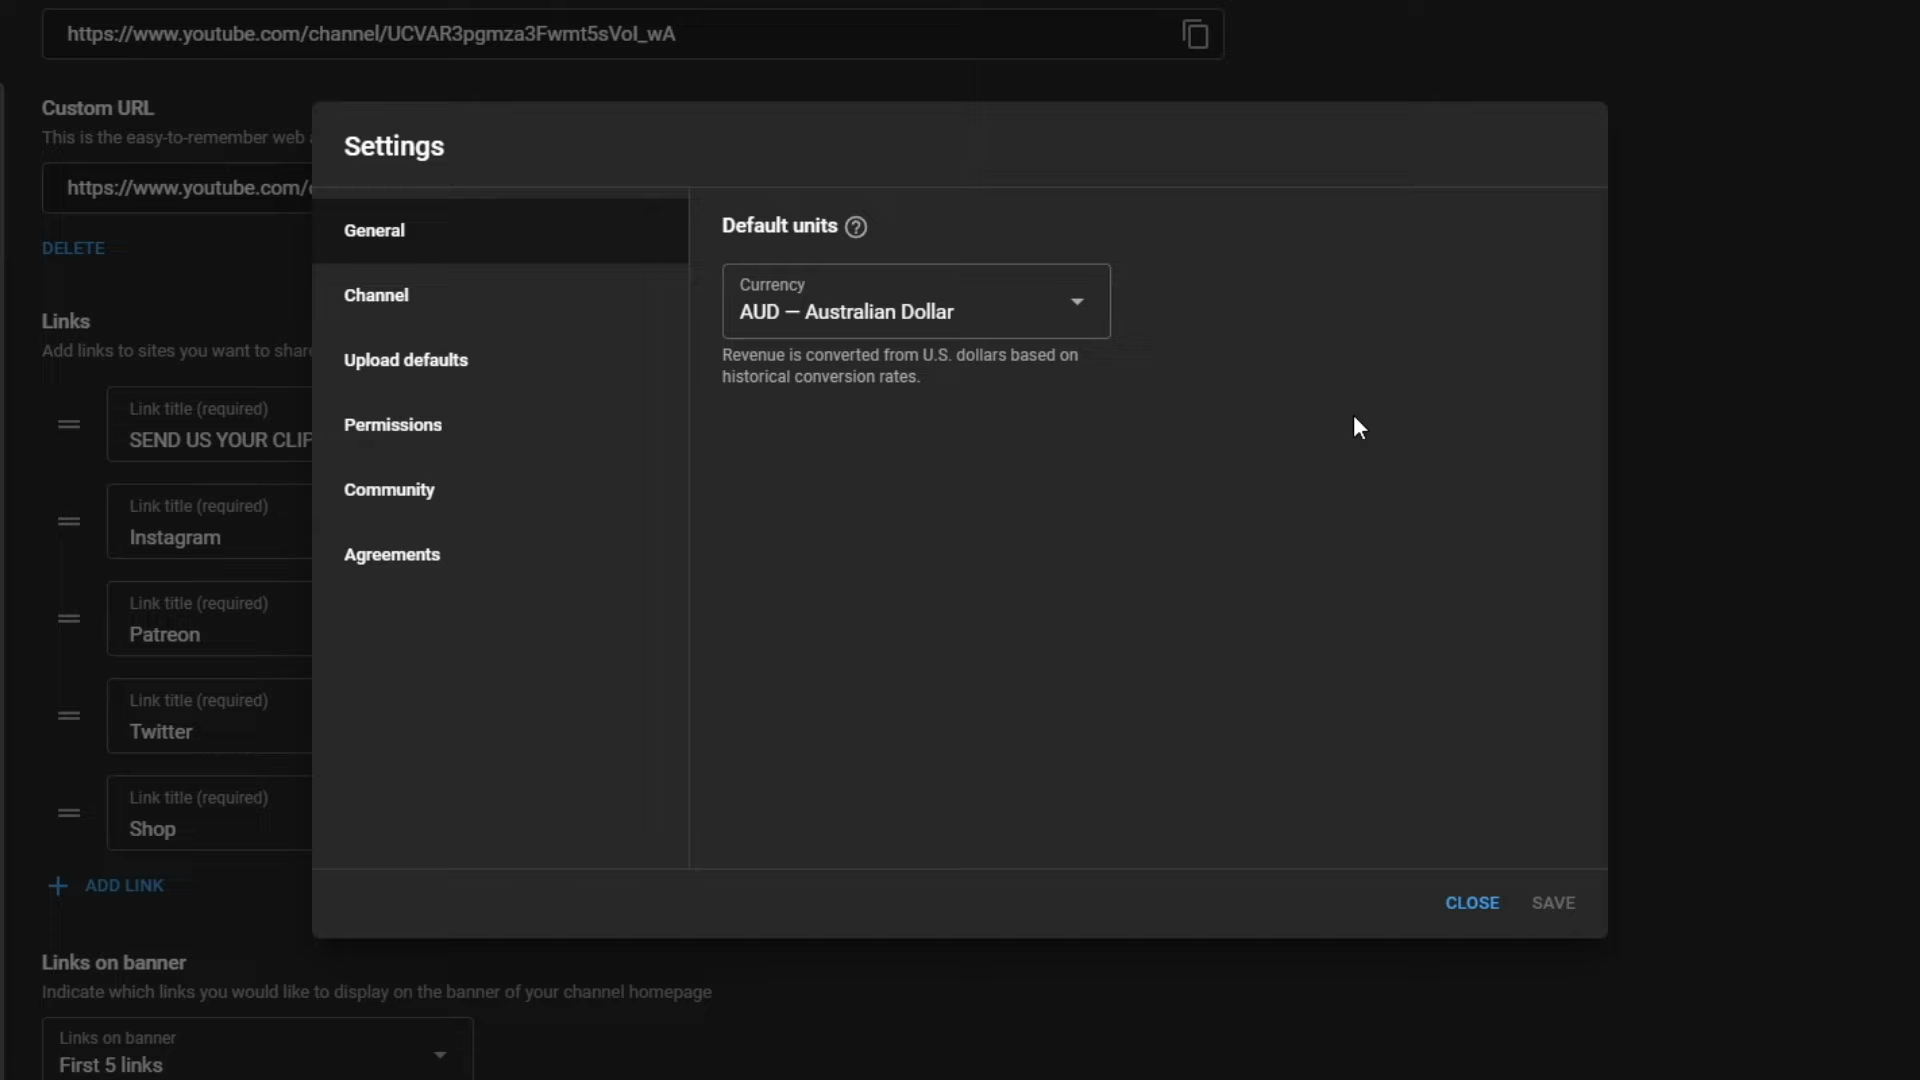 https://www.youtube.com/channel/UCVAR3pgmza3Fwmt5sVol_wA
Custom URL
This is the easy-to-remember web
https://www.youtube.com/
DELETE
Links
Add links to sites you want to share
Link title (required)
SEND US YOUR CLIP
Link title (required)
Instagram
Link title (required)
Patreon
Link title (required)
Twitter
Link title (required)
Shop
ADD LINK
Links on banner
Indicate which links you would like to display on the banner of your channel homepage
Links on banner
First 5 links
Settings
General
Channel
Upload defaults
Permissions
Community
Agreements
Default units
Currency
AUD — Australian Dollar
Revenue is converted from U.S. dollars based on
historical conversion rates.
CLOSE
SAVE